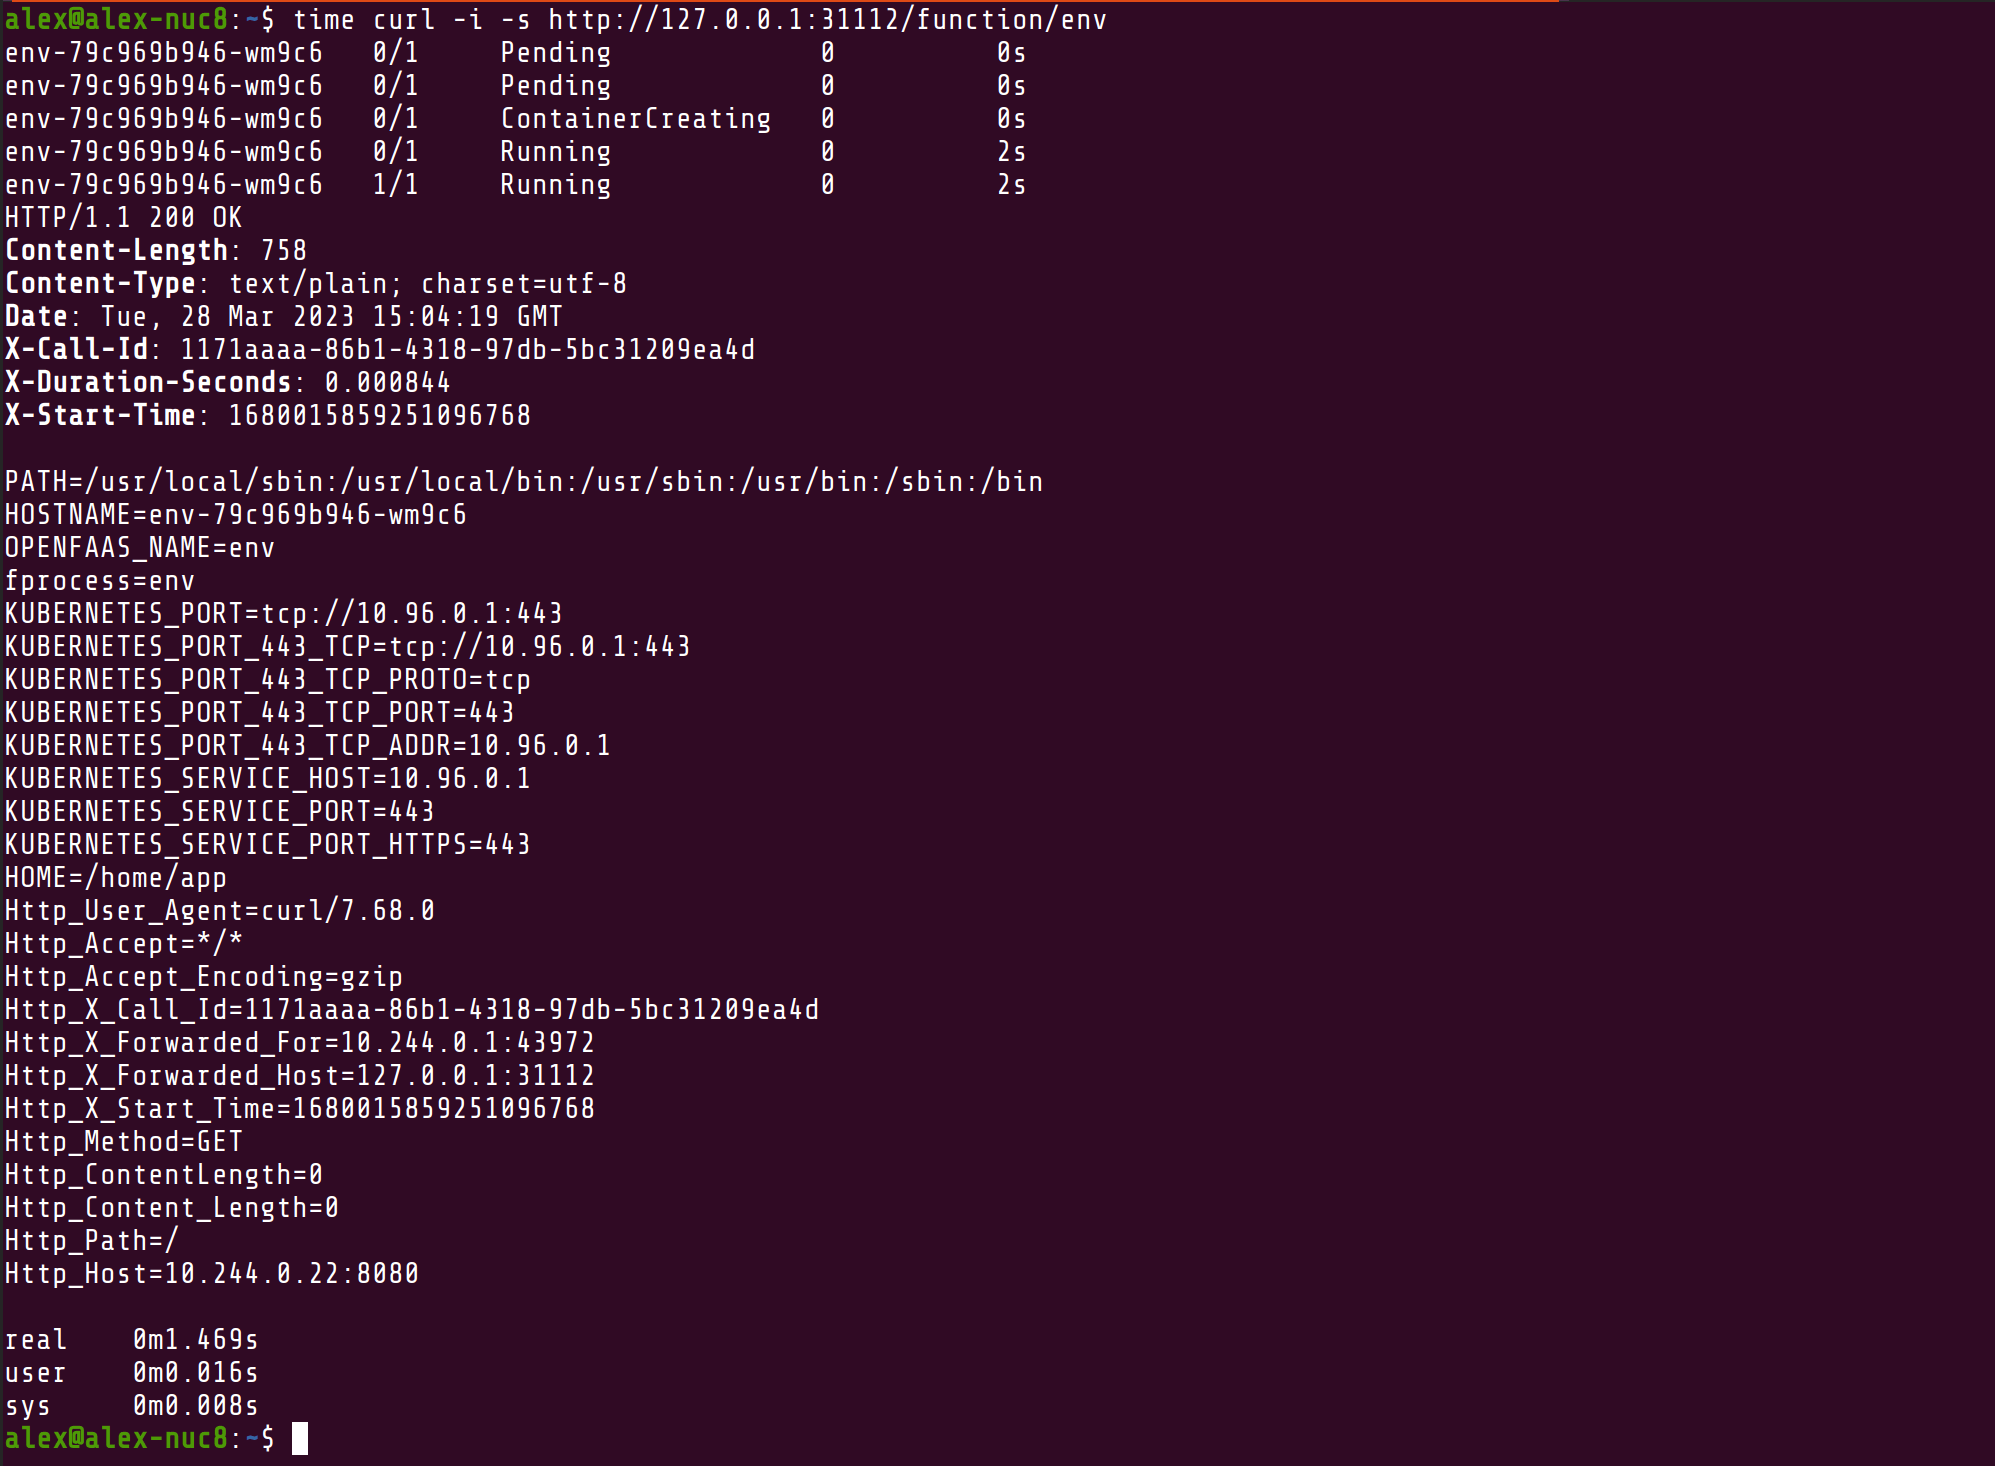 alex@alex-nuc8:~$ time curl -i -s http://127.0.0.1:31112/function/env
env-79c969b946-wm9c6   0/1     Pending             0          0s
env-79c969b946-wm9c6   0/1     Pending             0          0s
env-79c969b946-wm9c6   0/1     ContainerCreating   0          0s
env-79c969b946-wm9c6   0/1     Running             0          2s
env-79c969b946-wm9c6   1/1     Running             0          2s
HTTP/1.1 200 OK
Content-Length: 758
Content-Type: text/plain; charset=utf-8
Date: Tue, 28 Mar 2023 15:04:19 GMT
X-Call-Id: 1171aaaa-86b1-4318-97db-5bc31209ea4d
X-Duration-Seconds: 0.000844
X-Start-Time: 1680015859251096768

PATH=/usr/local/sbin:/usr/local/bin:/usr/sbin:/usr/bin:/sbin:/bin
HOSTNAME=env-79c969b946-wm9c6
OPENFAAS_NAME=env
fprocess=env
KUBERNETES_PORT=tcp://10.96.0.1:443
KUBERNETES_PORT_443_TCP=tcp://10.96.0.1:443
KUBERNETES_PORT_443_TCP_PROTO=tcp
KUBERNETES_PORT_443_TCP_PORT=443
KUBERNETES_PORT_443_TCP_ADDR=10.96.0.1
KUBERNETES_SERVICE_HOST=10.96.0.1
KUBERNETES_SERVICE_PORT=443
KUBERNETES_SERVICE_PORT_HTTPS=443
HOME=/home/app
Http_User_Agent=curl/7.68.0
Http_Accept=*/*
Http_Accept_Encoding=gzip
Http_X_Call_Id=1171aaaa-86b1-4318-97db-5bc31209ea4d
Http_X_Forwarded_For=10.244.0.1:43972
Http_X_Forwarded_Host=127.0.0.1:31112
Http_X_Start_Time=1680015859251096768
Http_Method=GET
Http_ContentLength=0
Http_Content_Length=0
Http_Path=/
Http_Host=10.244.0.22:8080

real    0m1.469s
user    0m0.016s
sys     0m0.008s
alex@alex-nuc8:~$